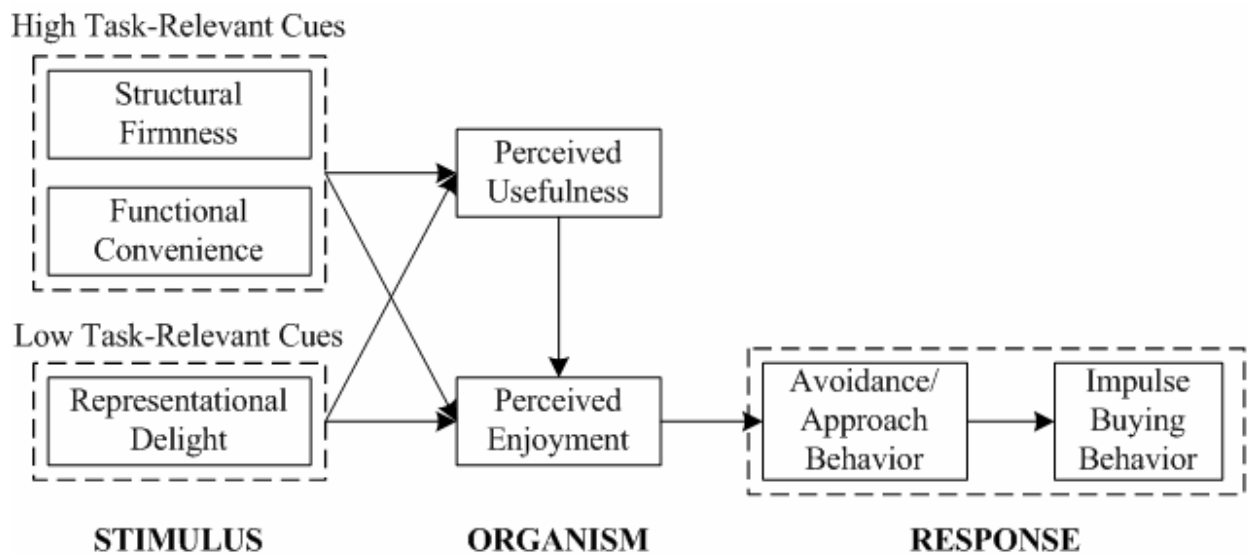 High Task-Relevant Cues
Structural
Firmness
Functional
Convenience
Perceived
Usefulness
Low Task-Relevant Cues
Representational
Delight
Perceived
Enjoyment
Avoidance/
Approach
Behavior
Impulse
Buying
Behavior
STIMULUS
ORGANISM
RESPONSE